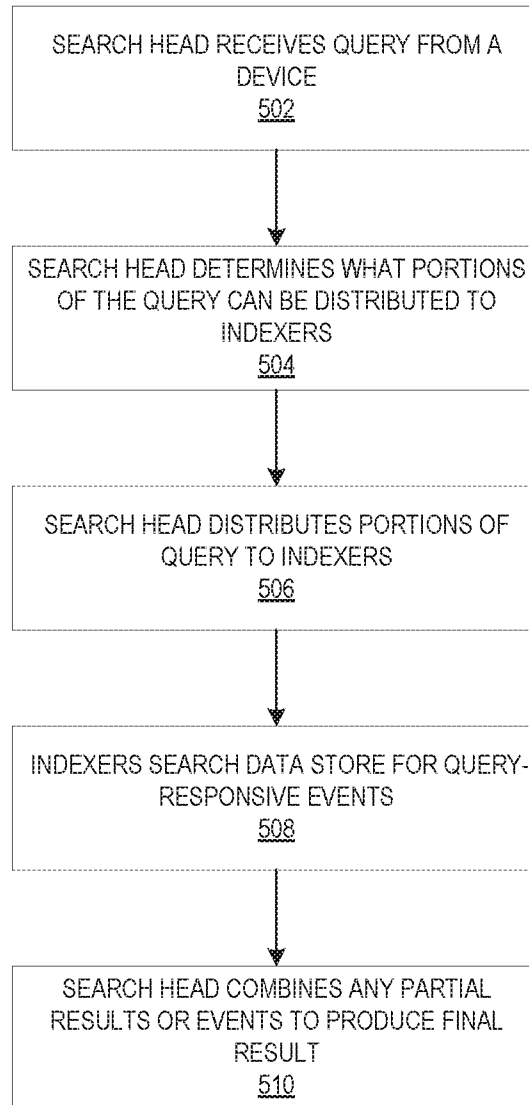 SEARCH HEAD RECEIVES QUERY FROM A
DEVICE
502
SEARCH HEAD DETERMINES WHAT PORTIONS
OF THE QUERY CAN BE DISTRIBUTED TO
INDEXERS
504
SEARCH HEAD DISTRIBUTES PORTIONS OF
QUERY TO INDEXERS
506
INDEXERS SEARCH DATA STORE FOR QUERY-
RESPONSIVE EVENTS
508
SEARCH HEAD COMBINES ANY PARTIAL
RESULTS OR EVENTS TO PRODUCE FINAL
RESULT
510